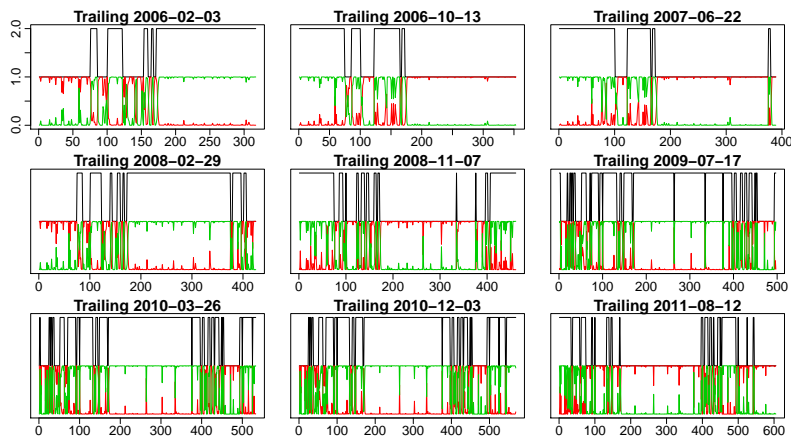 Trailing 2006−02−03 Trailing 2006−10−13 Trailing 2007−06−22
2.0
1.0
0.0
0 50 100 150 200 250 300 0 50 100 200 300 0 100 200 300 400
Trailing 2008−02−29 Trailing 2008−11−07 Trailing 2009−07−17
0 100 200 300 400 0 100 200 300 400 0 100 200 300 400 500
Trailing 2010−03−26 Trailing 2010−12−03 Trailing 2011−08−12
0 100 200 300 400 500 0 100 200 300 400 500 0 100 200 300 400 500 600